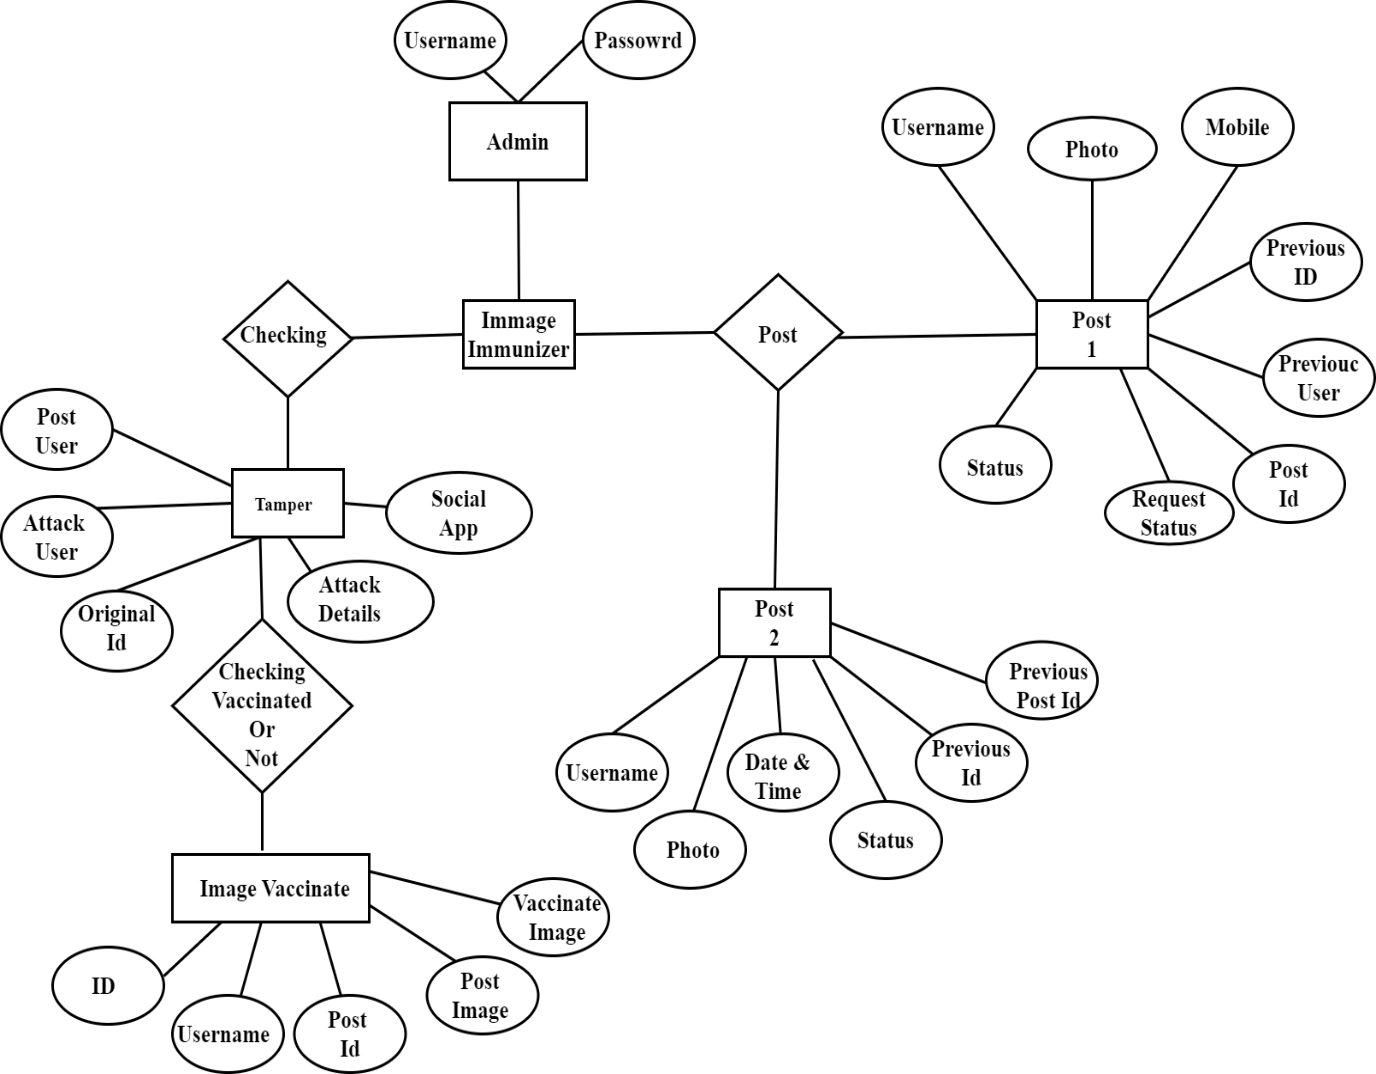 Username
Passowrd
Admin
Username
Photo
Mobile
Previous
ID
Checking
Immage
Immunizer
Post
Post
1
Previouc
User
Post
User
Status
Post
Id
Request
Status
Tamper
Social
App
Attack
User
Attack
Details
Original
Id
Post
2
Checking
Vaccinated
Or
Not
Previous
Post Id
Username
Date &
Time
Previous
Id
Photo
Status
Image Vaccinate
Vaccinate
Image
ID
Post
Image
Username
Post
Id